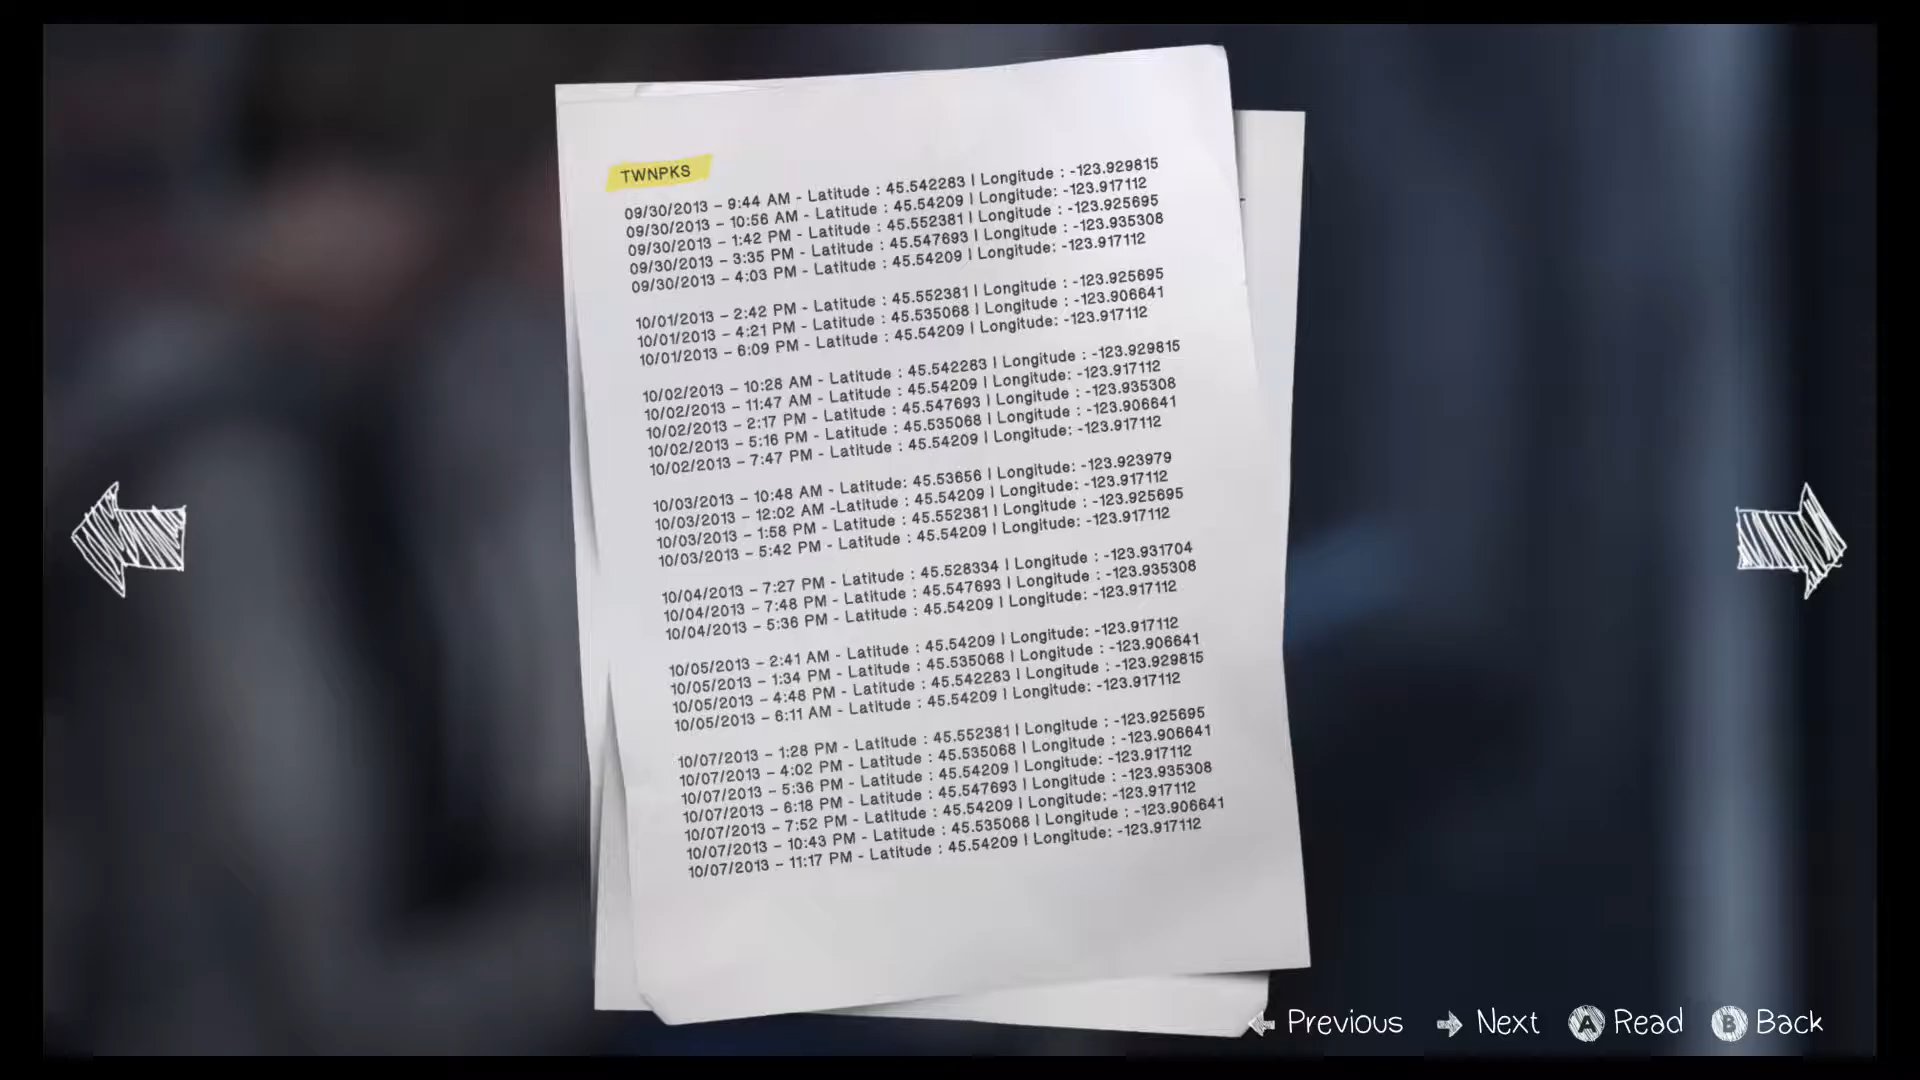 TWNPKS
09/30/2013 – 9:44 AM - Latitude : 45.542283 | Longitude : -123.929815
09/30/2013 – 10:56 AM - Latitude : 45.54209 | Longitude: -123.917112
09/30/2013 – 1:42 PM - Latitude : 45.552381 | Longitude : -123.925695
09/30/2013 – 3:35 PM - Latitude : 45.547693 | Longitude : -123.935308
09/30/2013 – 4:03 PM - Latitude : 45.54209 | Longitude: -123.917112
10/01/2013 – 2:42 PM - Latitude : 45.552381 | Longitude : -123.925695
10/01/2013 – 4:21 PM - Latitude : 45.535068 | Longitude : -123.906641
10/01/2013 – 6:09 PM - Latitude : 45.54209 | Longitude: -123.917112
10/02/2013 – 10:28 AM - Latitude : 45.542283 | Longitude : -123.929815
10/02/2013 – 11:47 AM - Latitude : 45.54209 | Longitude: -123.917112
10/02/2013 – 2:17 PM - Latitude : 45.547693 | Longitude : -123.935308
10/02/2013 – 5:16 PM - Latitude : 45.535068 | Longitude : -123.906641
10/02/2013 – 7:47 PM - Latitude : 45.54209 | Longitude: -123.917112
10/03/2013 – 10:48 AM - Latitude: 45.53656 | Longitude: -123.923979
10/03/2013 – 12:02 AM -Latitude : 45.54209 | Longitude: -123.917112
10/03/2013 – 1:58 PM - Latitude : 45.552381 | Longitude : -123.925695
10/03/2013 – 5:42 PM - Latitude : 45.54209 | Longitude: -123.917112
10/04/2013 – 7:27 PM - Latitude : 45.528334 | Longitude : -123.931704
10/04/2013 – 7:48 PM - Latitude : 45.547693 | Longitude : -123.935308
10/04/2013 – 5:36 PM - Latitude : 45.54209 | Longitude: -123.917112
10/05/2013 – 2:41 AM - Latitude : 45.54209 | Longitude: -123.917112
10/05/2013 – 1:34 PM - Latitude : 45.535068 | Longitude : -123.906641
10/05/2013 – 4:48 PM - Latitude : 45.542283 | Longitude : -123.929815
10/05/2013 – 6:11 AM - Latitude : 45.54209 | Longitude: -123.917112
10/07/2013 – 1:28 PM - Latitude : 45.552381 | Longitude : -123.925695
10/07/2013 – 4:02 PM - Latitude : 45.535068 | Longitude : -123.906641
10/07/2013 – 5:36 PM - Latitude : 45.54209 | Longitude: -123.917112
10/07/2013 – 6:18 PM - Latitude : 45.547693 | Longitude : -123.935308
10/07/2013 – 7:52 PM - Latitude : 45.54209 | Longitude: -123.917112
10/07/2013 – 10:43 PM - Latitude : 45.535068 | Longitude : -123.906641
10/07/2013 – 11:17 PM - Latitude : 45.54209 | Longitude: -123.917112
Previous Next A Read B Back